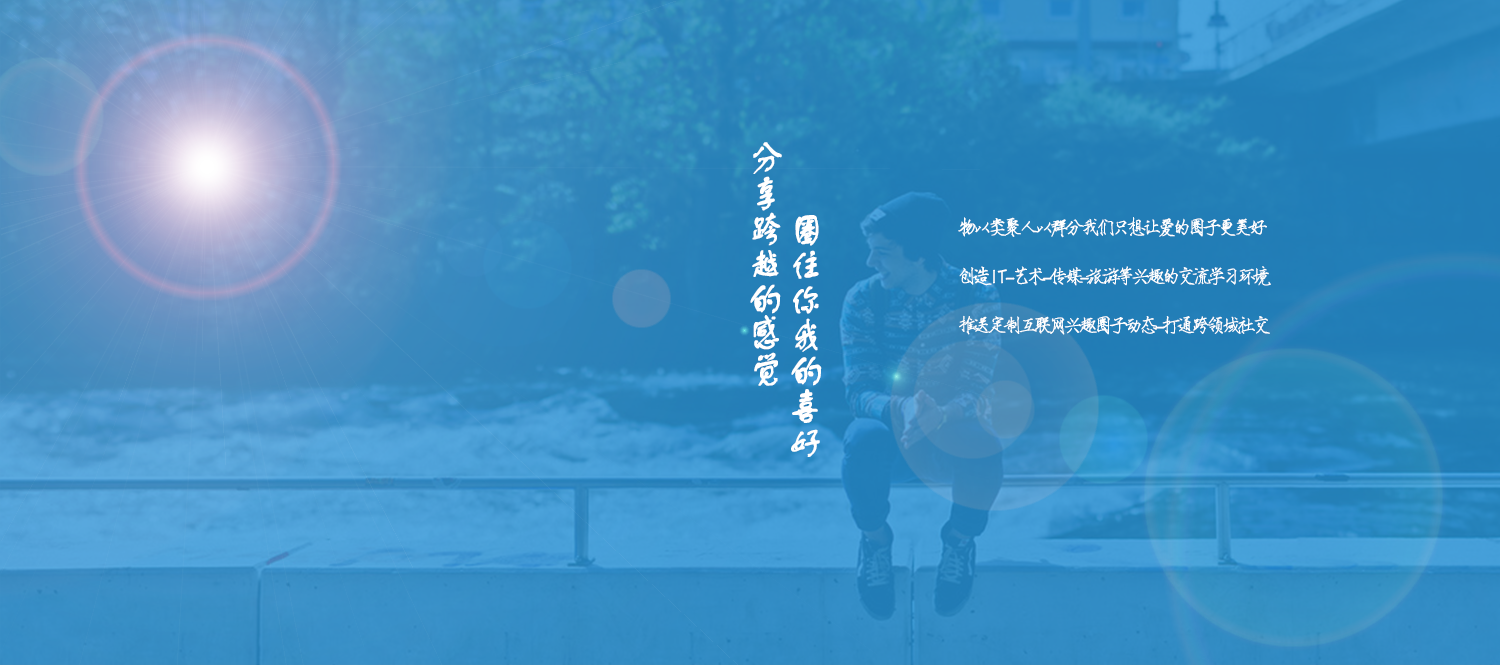 分享跨越的感觉
圈住你我的喜好
物以类聚人以群分我们只想让爱的圈子更美好
创造IT-艺术-传媒-旅游等兴趣的交流学习环境
推送定制互联网兴趣圈子动态-打通跨领域社交